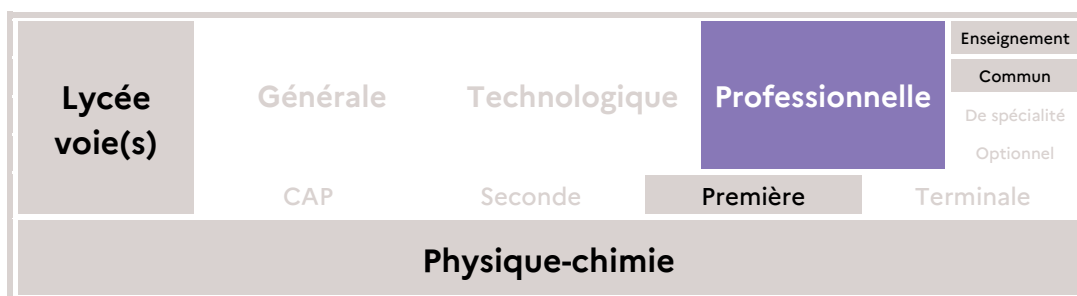 Lycée
voie(s)
Générale
Technologique
Professionnelle
Enseignement
Commun
De spécialité
Optionnel
CAP
Seconde
Première
Terminale
Physique-chimie